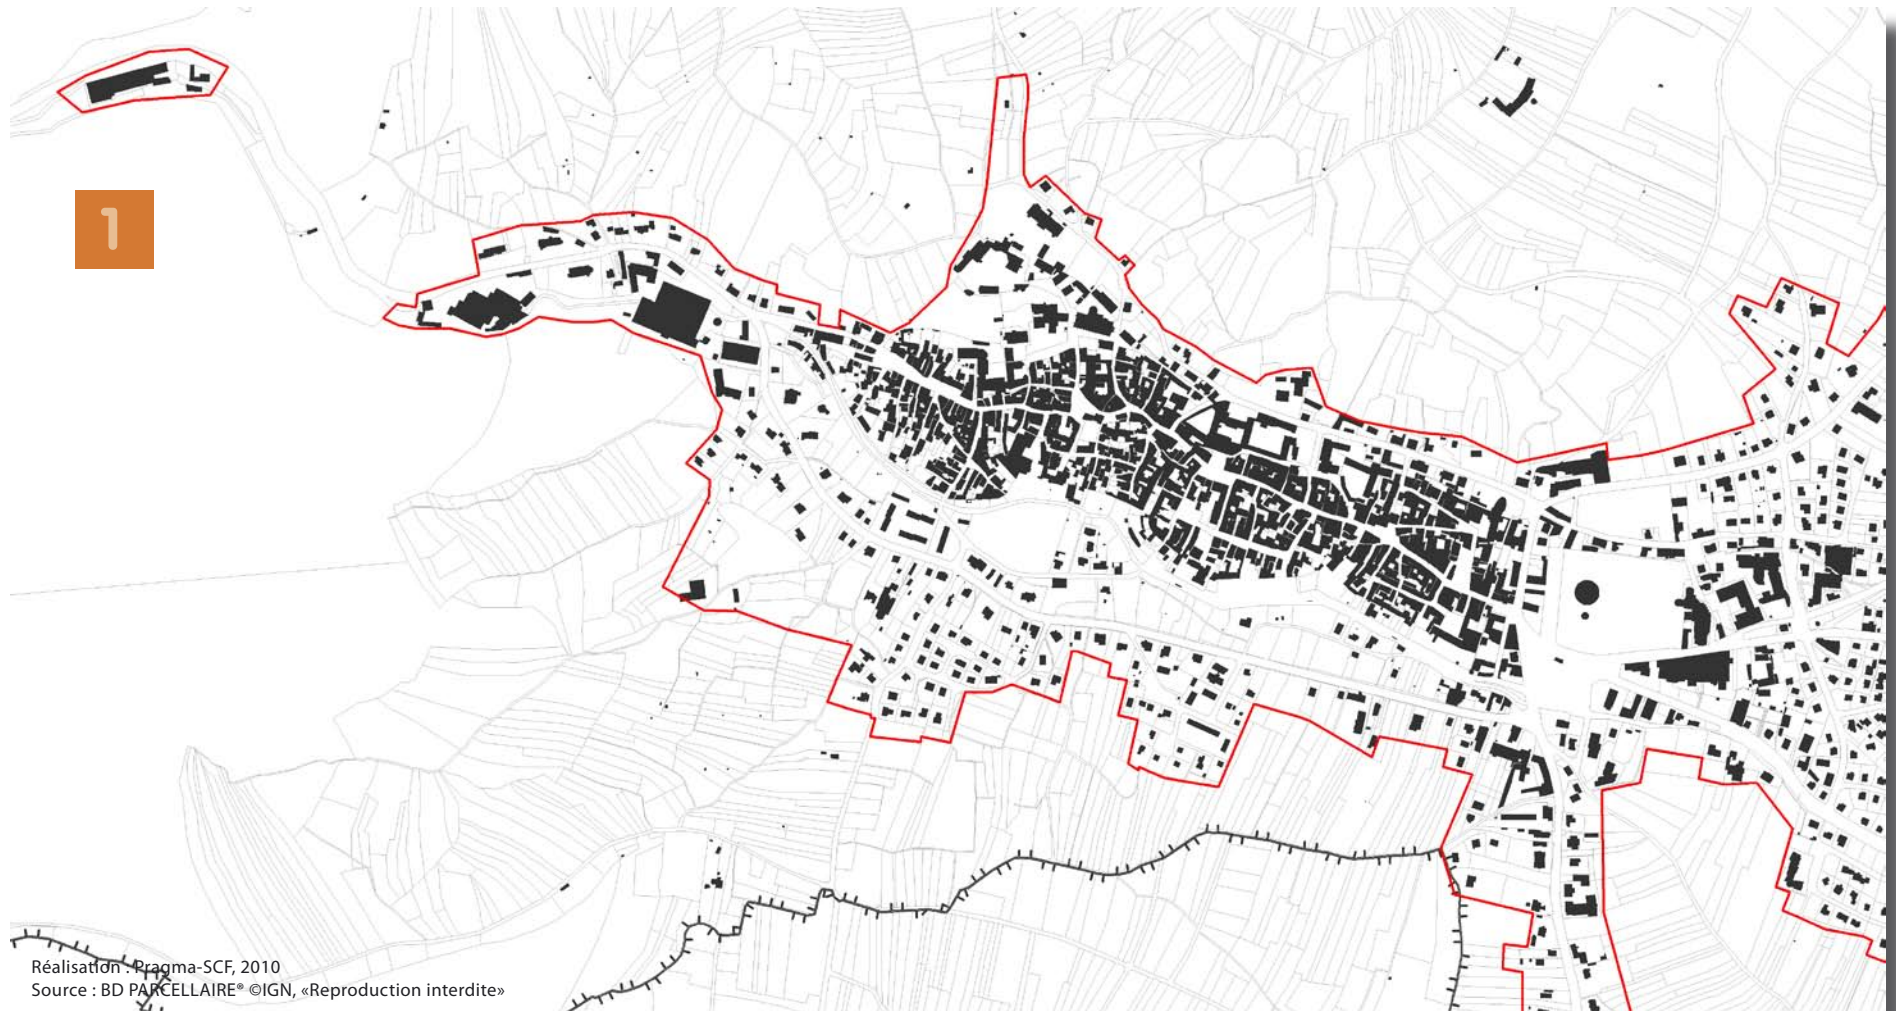 1
Réalisation : Pragma-SCF, 2010
Source : BD PARCELLAIRE® ©IGN, «Reproduction interdite»